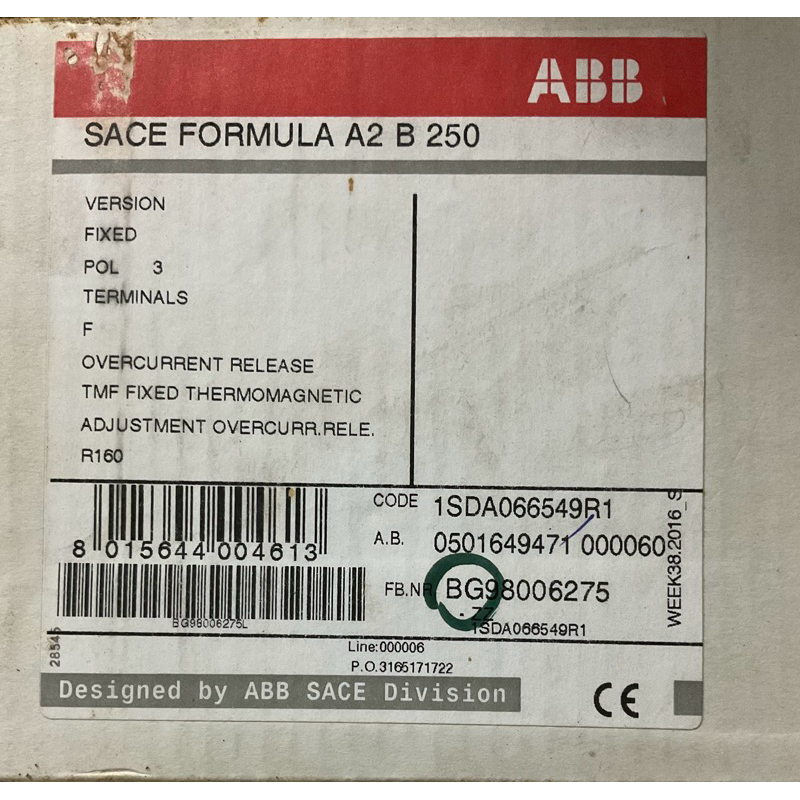 ABB
SACE FORMULA A2 B 250
VERSION
FIXED
POL 3
TERMINALS
F
OVERCURRENT RELEASE
TMF FIXED THERMOMAGNETIC
ADJUSTMENT OVERCURR.RELE.
R160
CODE 1SDA066549R1
8 015644 004613
A.B. 0501649471 000060
FB.NR BG98006275
BG98006275L
ZZ
1SDA066549R1
WEEK38.2016_S
Line:000006
P.O.3165171722
Designed by ABB SACE Division
CE